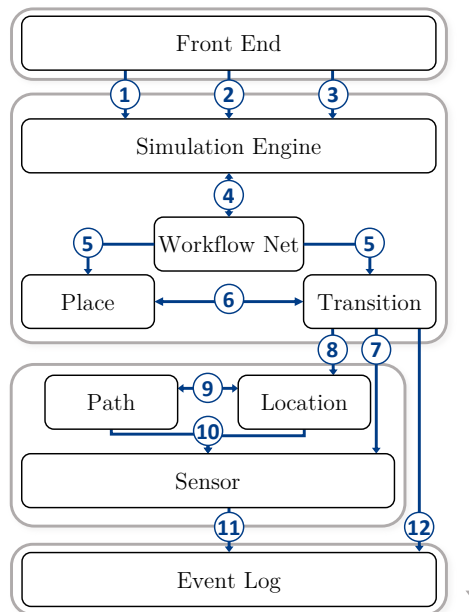 Front End
1 2 3
Simulation Engine
4
5 Workflow Net 5
Place 6 Transition
8 7
Path 9 Location
10
Sensor
11 12
Event Log